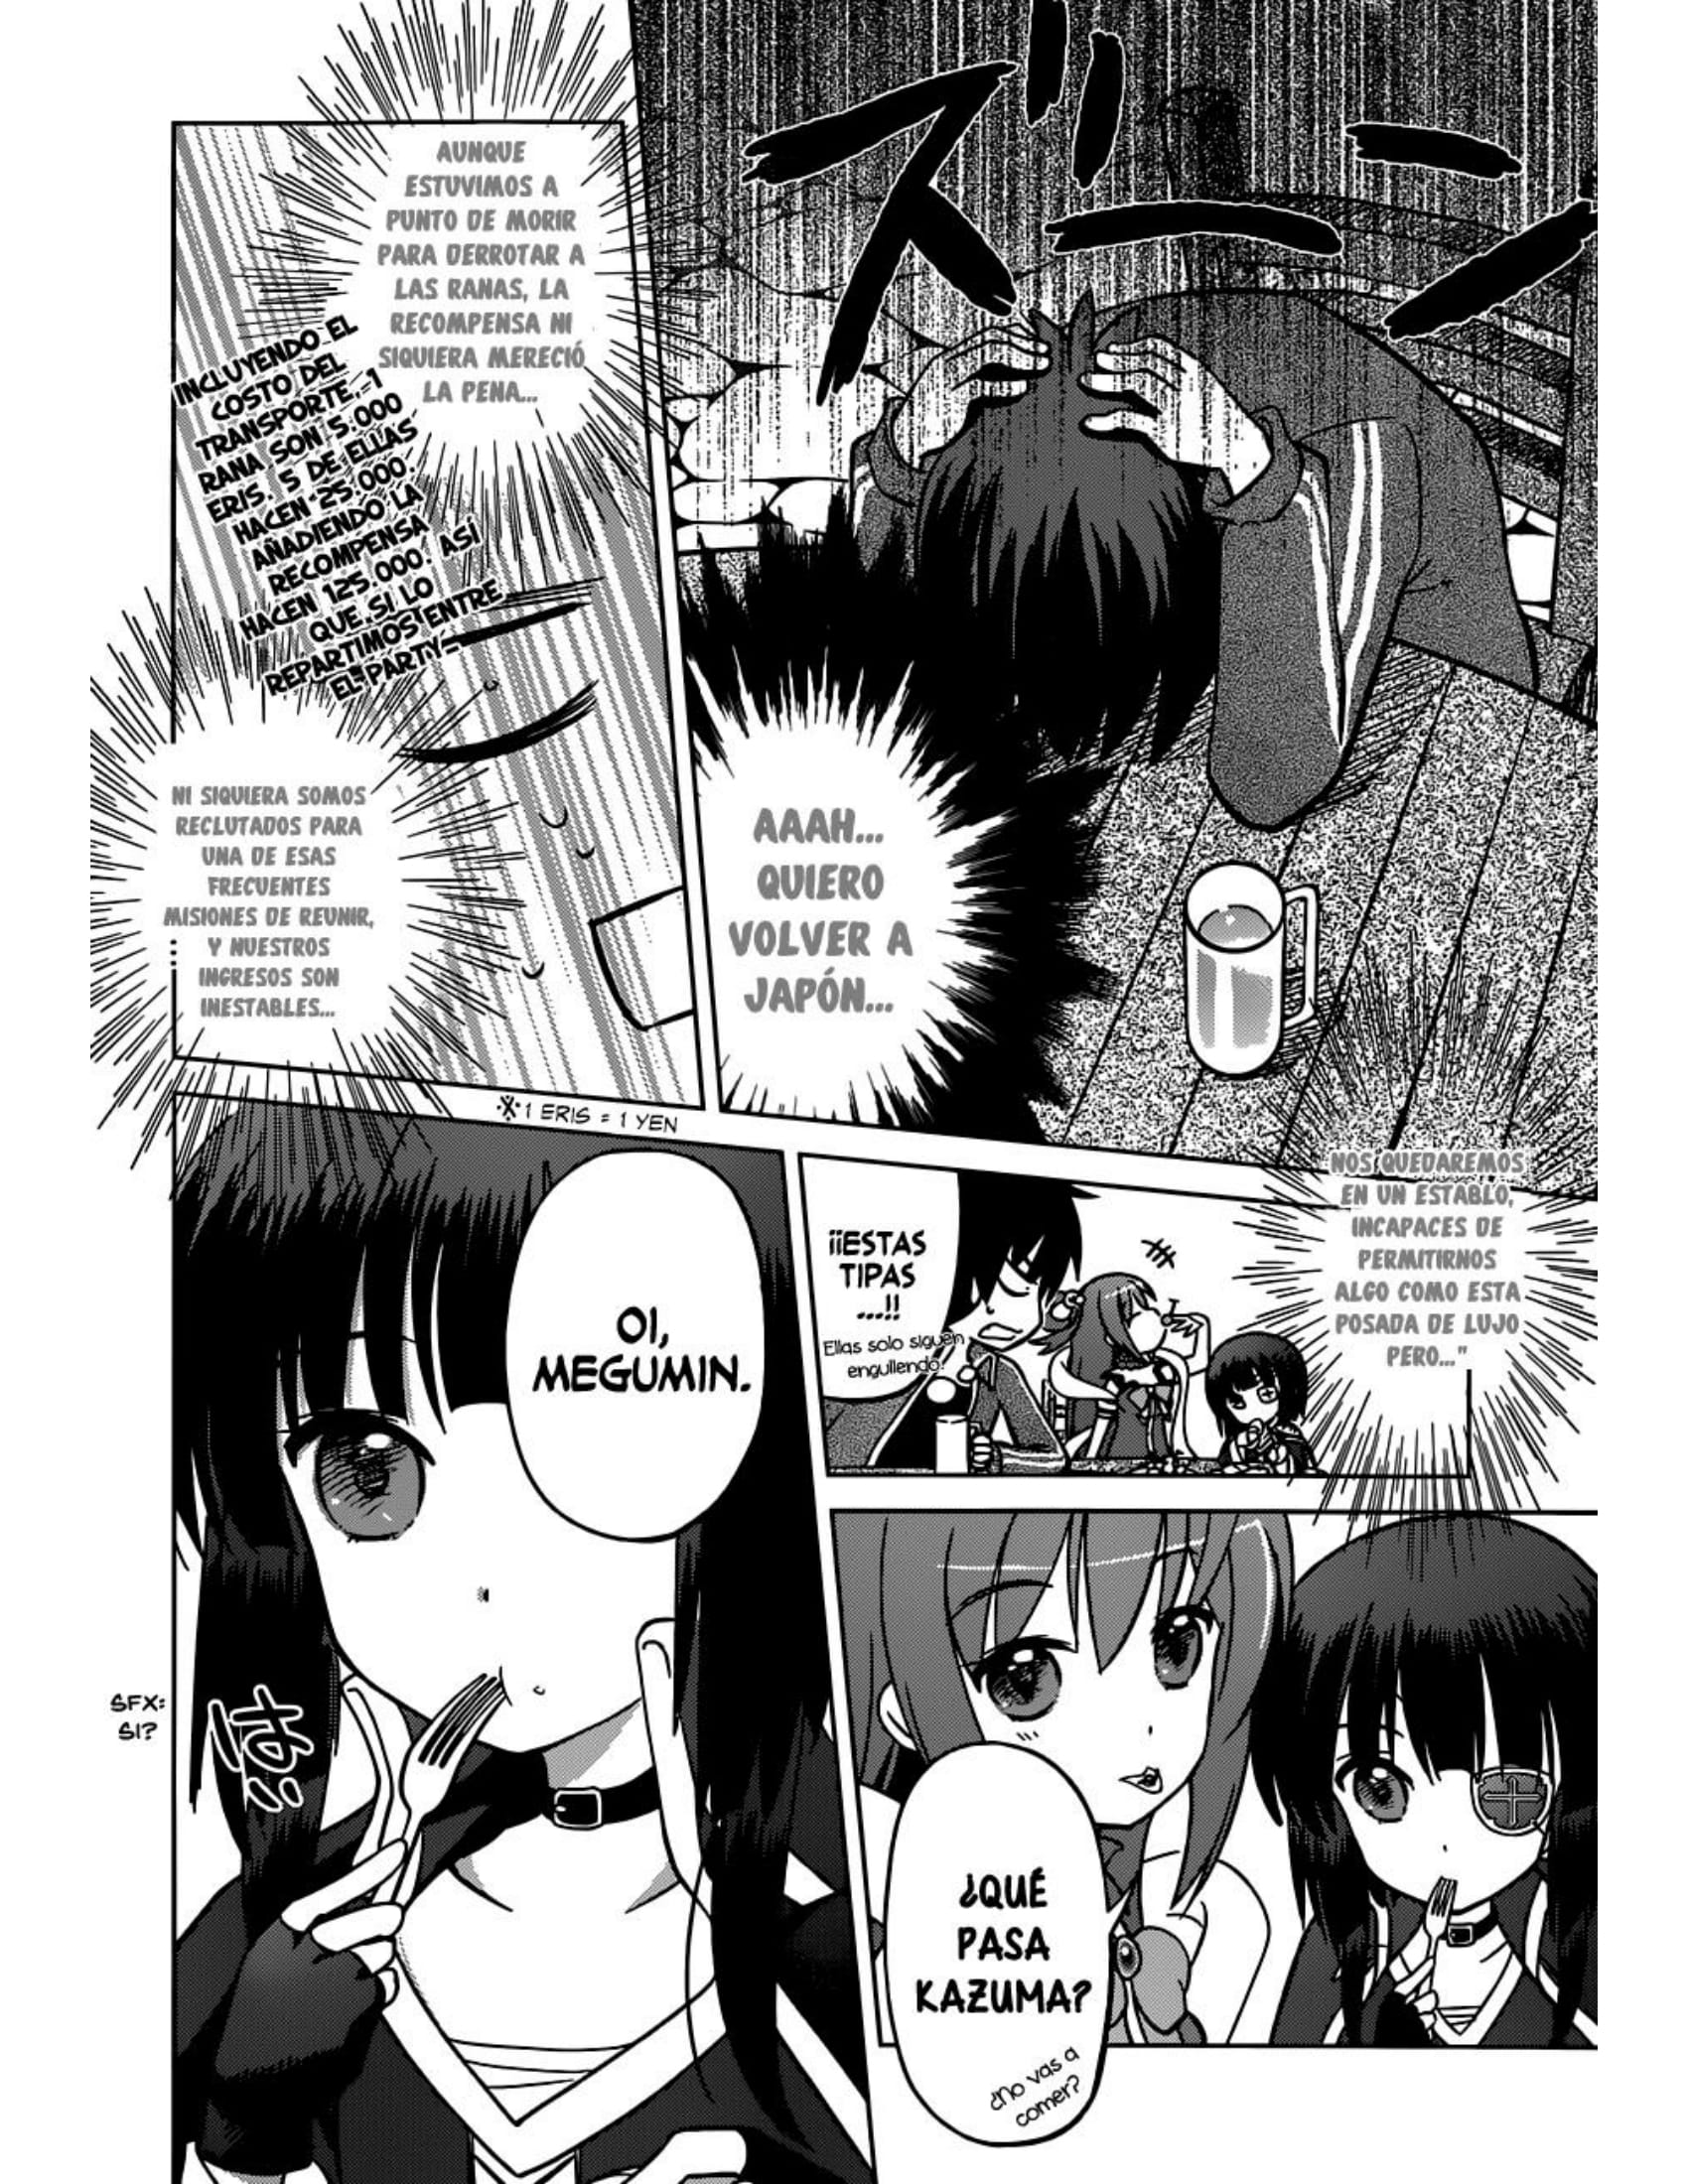 ズーン
AAAH...
QUIERO
VOLVER A
JAPÓN...
AUNQUE
ESTUVIMOS A
PUNTO DE MORIR
PARA DERROTAR A
LAS RANAS, LA
RECOMPENSA NI
SIQUIERA MERECIÓ
LA PENA...
INCLUYENDO EL
COSTO DEL
TRANSPORTE, 1
RANA SON 5.000
ERIS. 5 DE ELLAS
HACEN 25.000.
AÑADIENDO LA
RECOMPENSA
HACEN 125.000. ASÍ
QUE, SI LO
REPARTIMOS ENTRE
EL PARTY-
NI SIQUIERA SOMOS
RECLUTADOS PARA
UNA DE ESAS
FRECUENTES
MISIONES DE REUNIR,
Y NUESTROS
INGRESOS SON
INESTABLES...
※1 ERIS = 1 YEN
NOS QUEDAREMOS
EN UN ESTABLO,
INCAPACES DE
PERMITIRNOS
ALGO COMO ESTA
POSADA DE LUJO
PERO..."
¡¡ESTAS
TIPAS
...!!
Ellas solo siguen
engullendo.
¿QUÉ
PASA
KAZUMA?
¿No vas a
comer?
OI,
MEGUMIN.
SFX:
SI?
はい